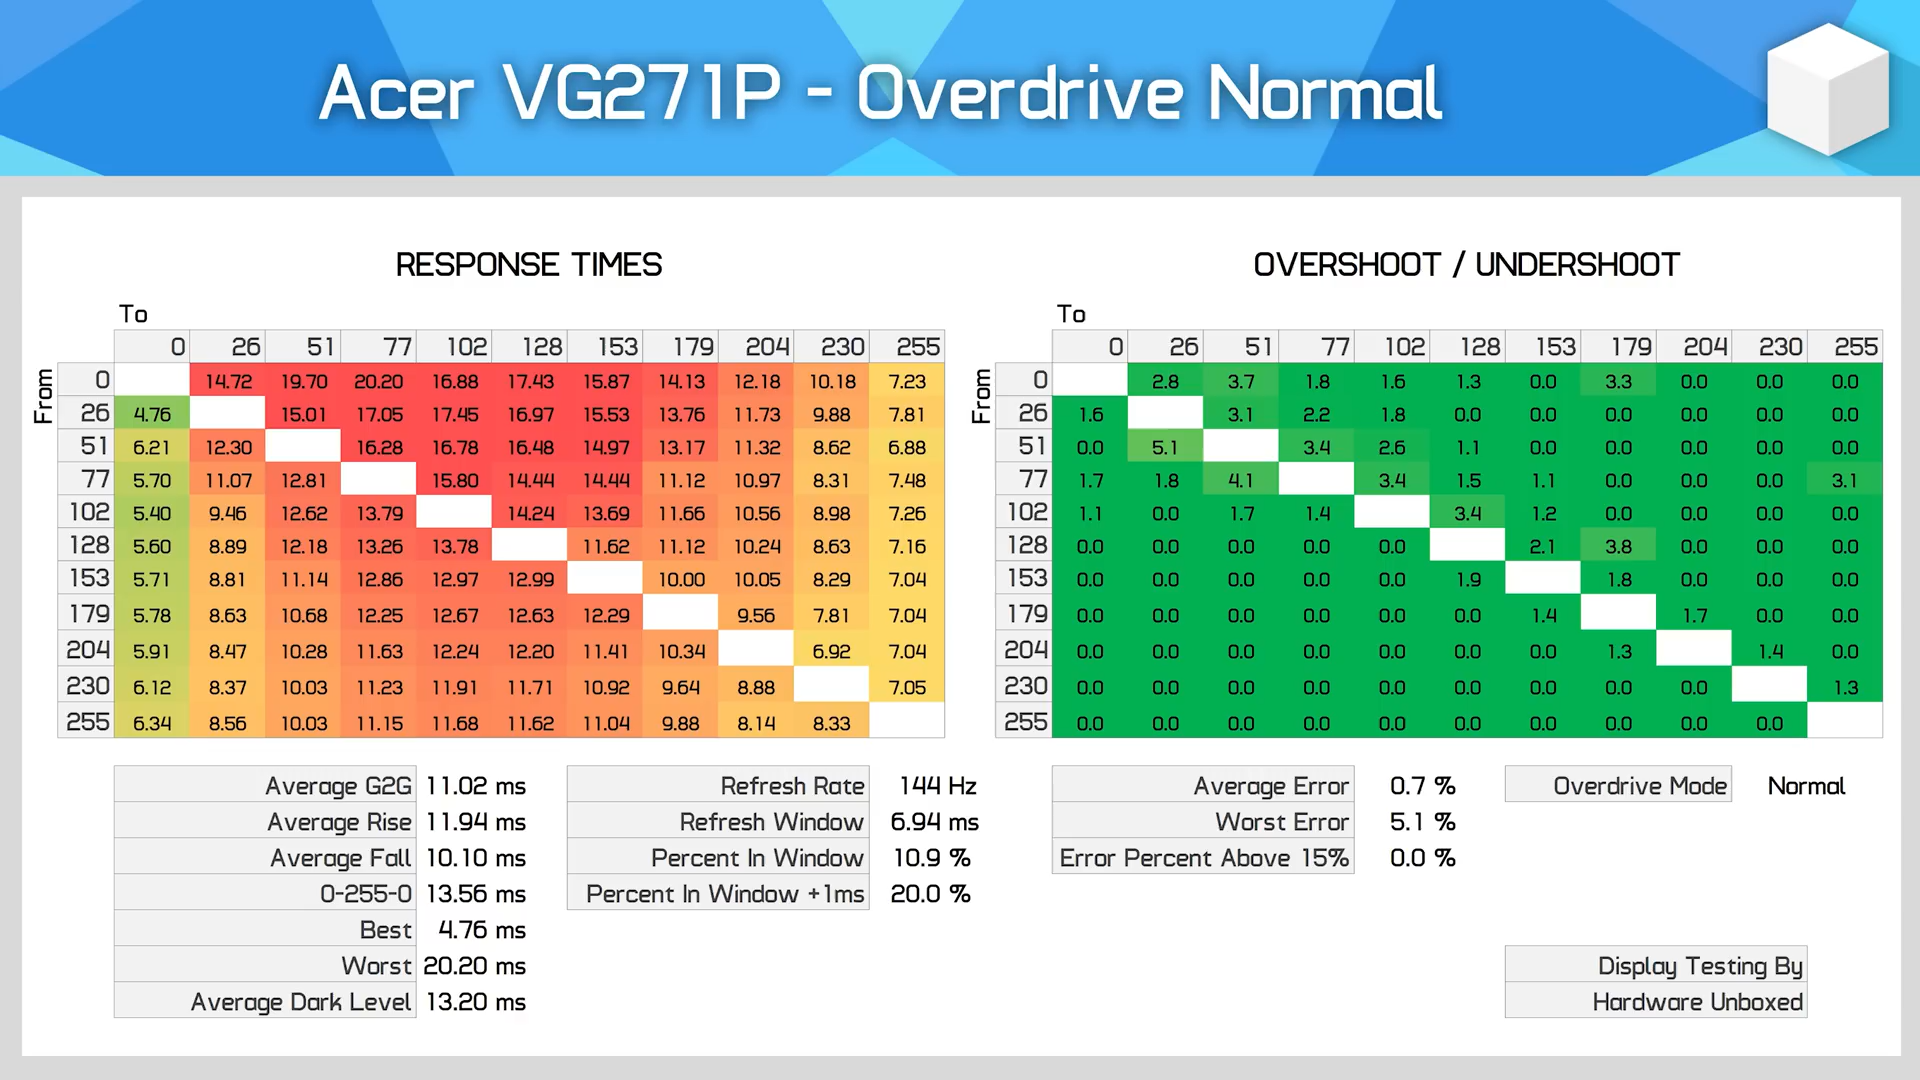 Acer VG271P - Overdrive Normal
RESPONSE TIMES
To
From
0 26 51 77 102 128 153 179 204 230 255
0 14.72 19.70 20.20 16.88 17.43 15.87 14.13 12.18 10.18 7.23
26 4.76 15.01 17.05 17.45 16.97 15.53 13.76 11.73 9.88 7.81
51 6.21 12.30 16.28 16.78 16.48 14.97 13.17 11.32 8.62 6.88
77 5.70 11.07 12.81 15.80 14.44 14.44 11.12 10.97 8.31 7.48
102 5.40 9.46 12.62 13.79 14.24 13.69 11.66 10.56 8.98 7.26
128 5.60 8.89 12.18 13.26 13.78 11.62 11.12 10.24 8.63 7.16
153 5.71 8.81 11.14 12.86 12.97 12.99 10.00 10.05 8.29 7.04
179 5.78 8.63 10.68 12.25 12.67 12.63 12.29 9.56 7.81 7.04
204 5.91 8.47 10.28 11.63 12.24 12.20 11.41 10.34 6.92 7.04
230 6.12 8.37 10.03 11.23 11.91 11.71 10.92 9.64 8.88 7.05
255 6.34 8.56 10.03 11.15 11.68 11.62 11.04 9.88 8.14 8.33
Average G2G 11.02 ms
Average Rise 11.94 ms
Average Fall 10.10 ms
0-255-0 13.56 ms
Best 4.76 ms
Worst 20.20 ms
Average Dark Level 13.20 ms
Refresh Rate 144 Hz
Refresh Window 6.94 ms
Percent In Window 10.9 %
Percent In Window +1ms 20.0 %
OVERSHOOT / UNDERSHOOT
To
From
0 26 51 77 102 128 153 179 204 230 255
0 2.8 3.7 1.8 1.6 1.3 0.0 3.3 0.0 0.0 0.0
26 1.6 3.1 2.2 1.8 0.0 0.0 0.0 0.0 0.0 0.0
51 0.0 5.1 3.4 2.6 1.1 0.0 0.0 0.0 0.0 0.0
77 1.7 1.8 4.1 3.4 1.5 1.1 0.0 0.0 0.0 3.1
102 1.1 0.0 1.7 1.4 3.4 1.2 0.0 0.0 0.0 0.0
128 0.0 0.0 0.0 0.0 0.0 2.1 3.8 0.0 0.0 0.0
153 0.0 0.0 0.0 0.0 0.0 1.9 1.8 0.0 0.0 0.0
179 0.0 0.0 0.0 0.0 0.0 0.0 1.4 1.7 0.0 0.0
204 0.0 0.0 0.0 0.0 0.0 0.0 0.0 1.3 1.4 0.0
230 0.0 0.0 0.0 0.0 0.0 0.0 0.0 0.0 0.0 1.3
255 0.0 0.0 0.0 0.0 0.0 0.0 0.0 0.0 0.0 0.0
Average Error 0.7 %
Worst Error 5.1 %
Error Percent Above 15% 0.0 %
Overdrive Mode Normal
Display Testing By
Hardware Unboxed